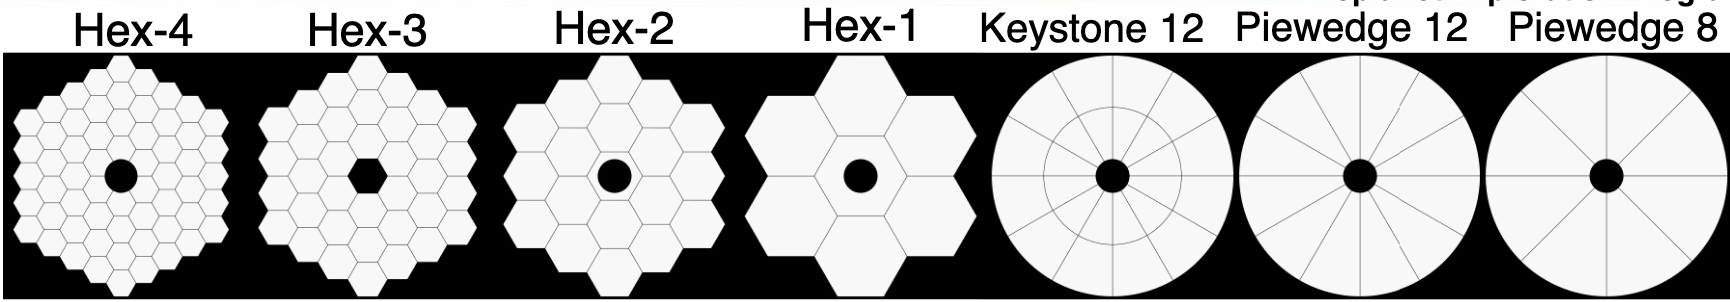 Hex-4
Hex-3
Hex-2
Hex-1
Keystone 12
Piewedge 12
Piewedge 8